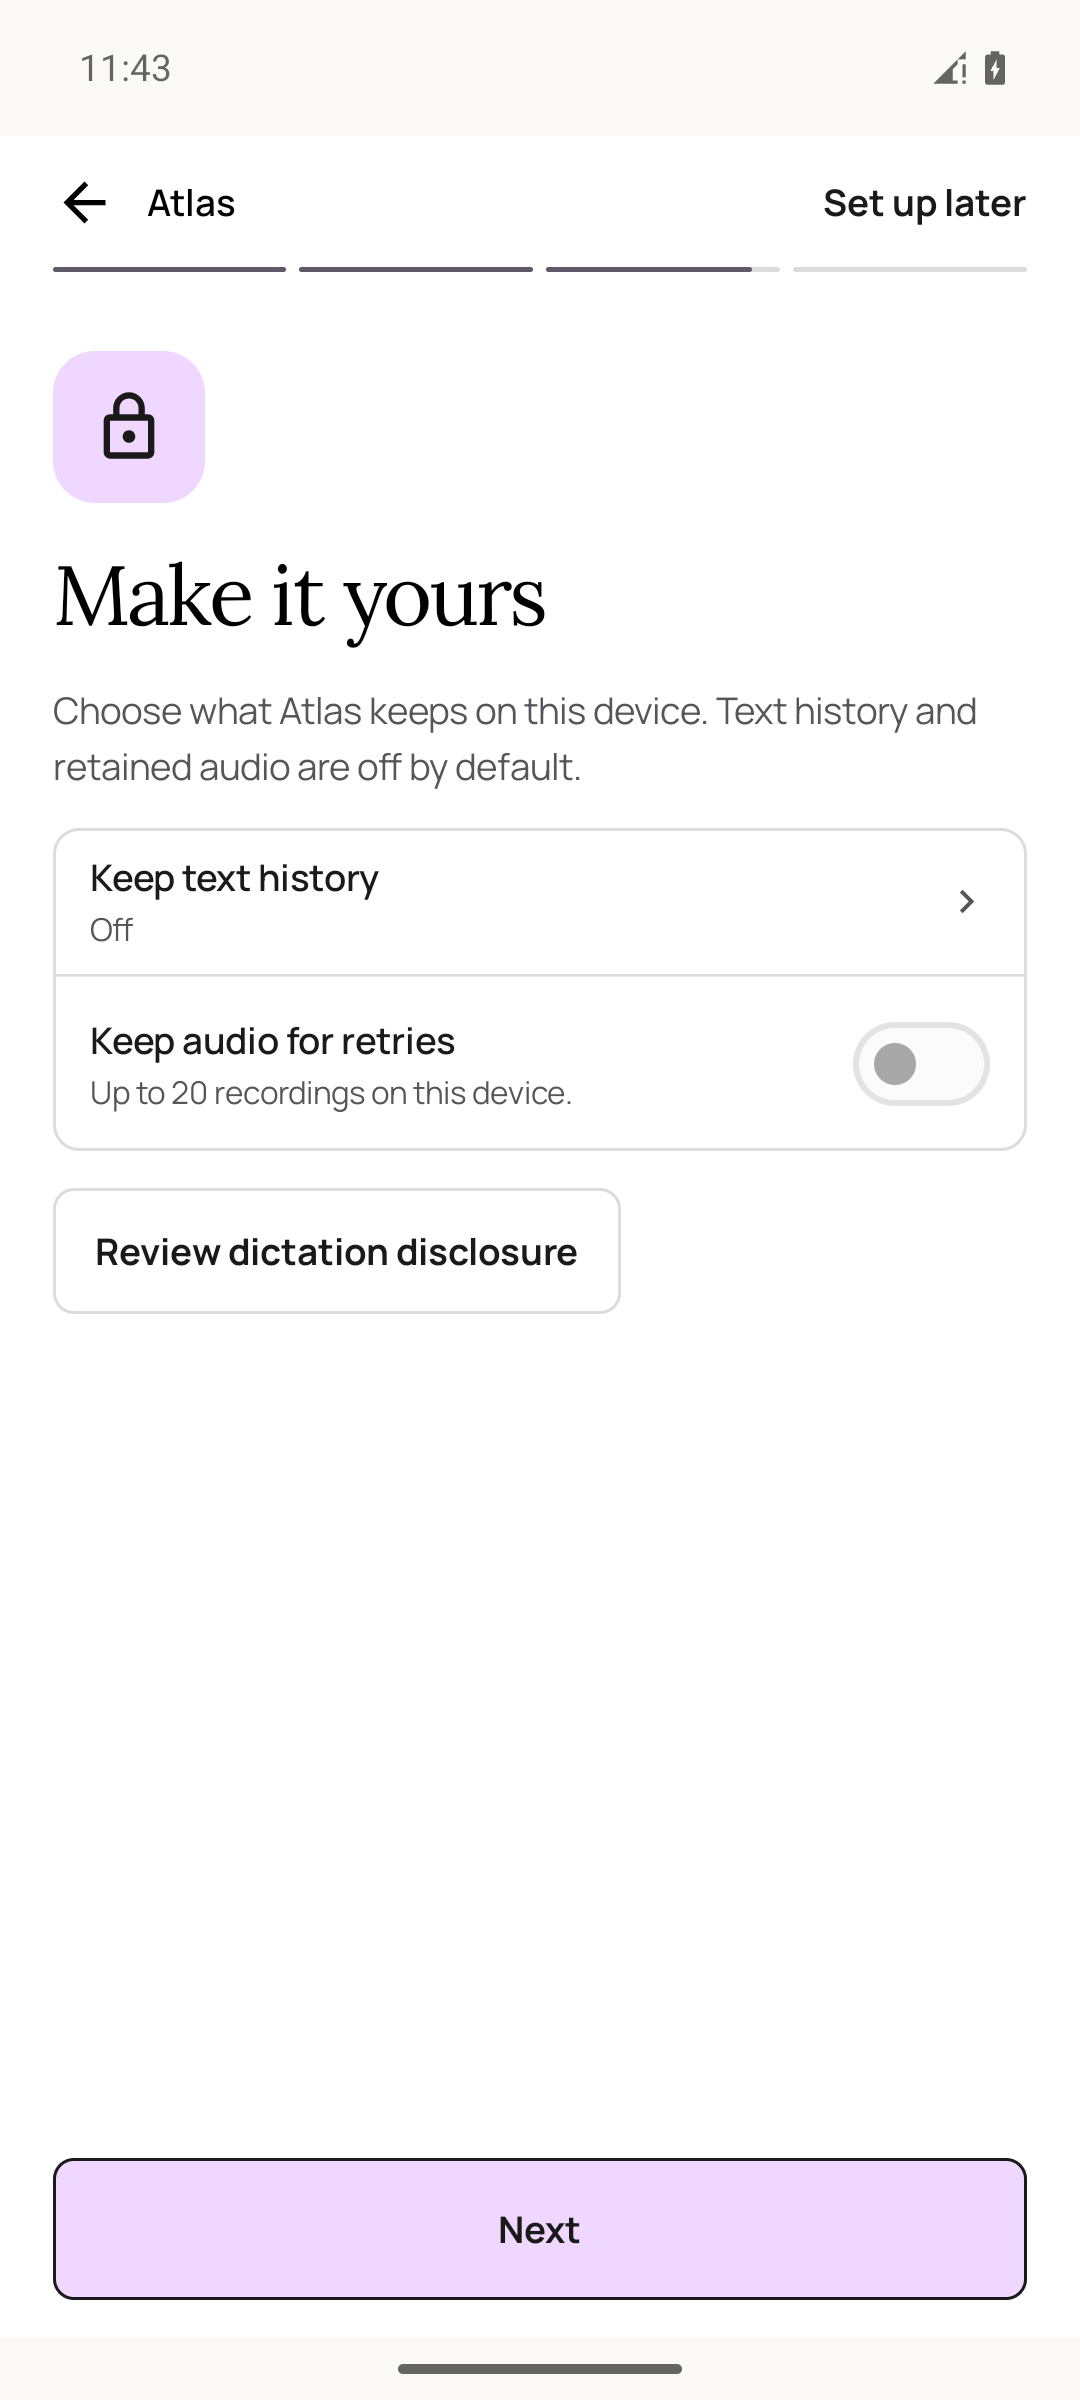 11:43
Atlas
Set up later
Make it yours
Choose what Atlas keeps on this device. Text history and
retained audio are off by default.
Keep text history
Off
Keep audio for retries
Up to 20 recordings on this device.
Review dictation disclosure
Next